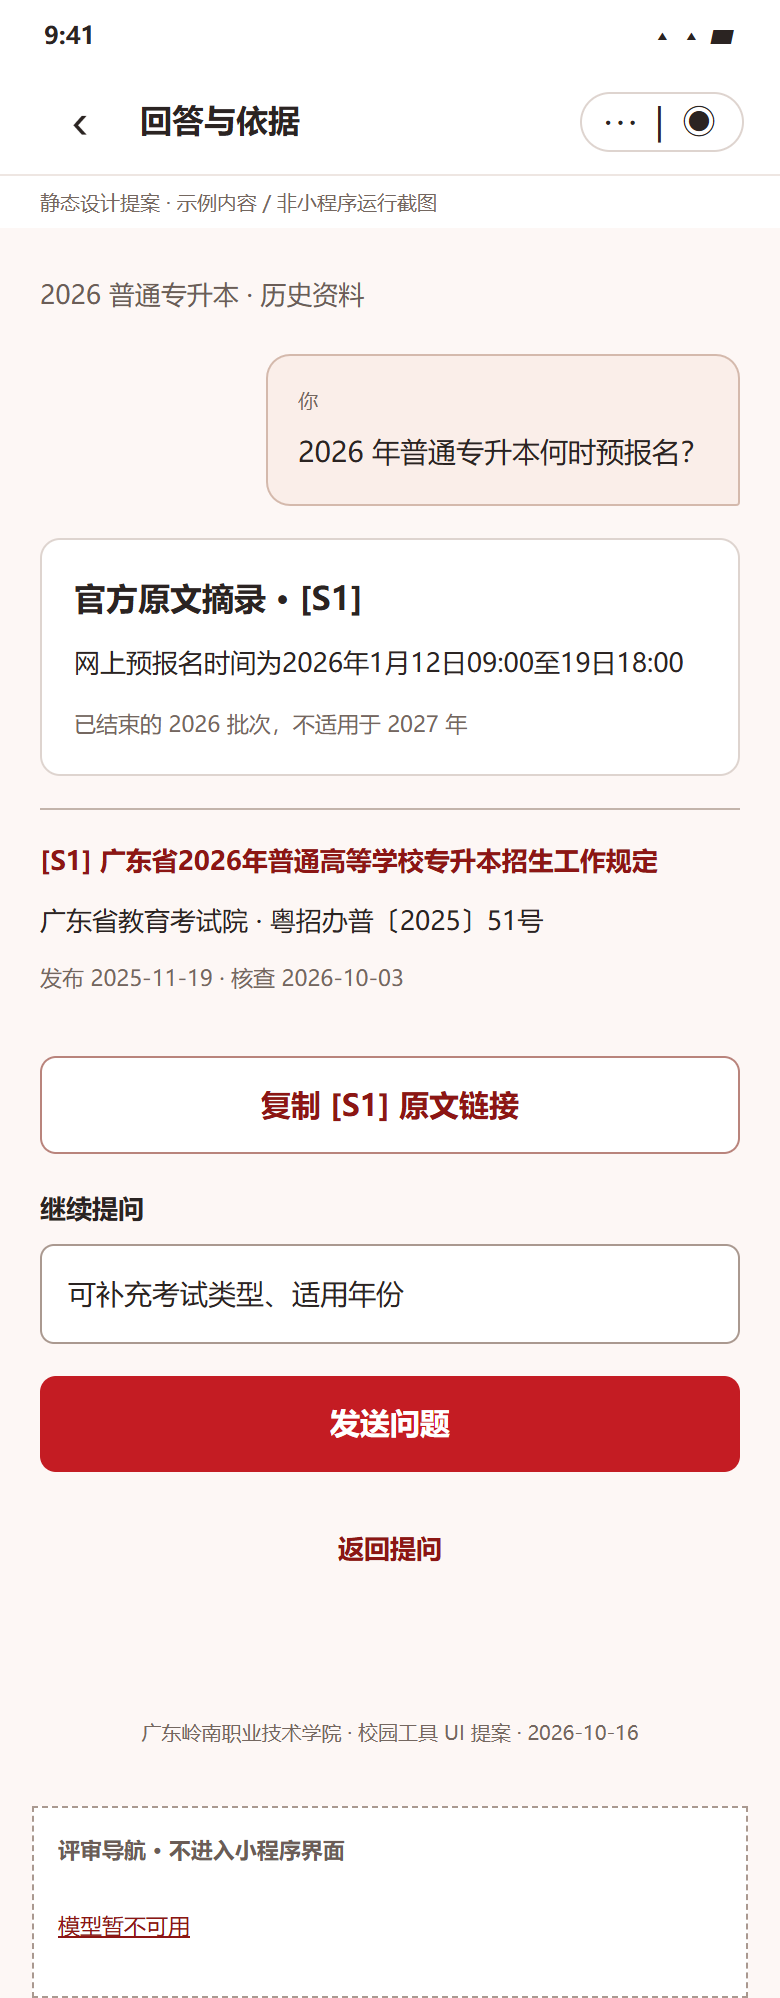 9:41
回答与依据
静态设计提案 · 示例内容 / 非小程序运行截图
2026 普通专升本 · 历史资料
你
2026 年普通专升本何时预报名?
官方原文摘录 • [S1]
网上预报名时间为2026年1月12日09:00至19日18:00
已结束的 2026 批次，不适用于 2027 年
[S1] 广东省2026年普通高等学校专升本招生工作规定
广东省教育考试院 · 粤招办普〔2025〕51号
发布 2025-11-19 · 核查 2026-10-03
复制 [S1] 原文链接
继续提问
可补充考试类型、适用年份
发送问题
返回提问
广东岭南职业技术学院 · 校园工具 UI 提案 · 2026-10-16
评审导航 • 不进入小程序界面
模型暂不可用